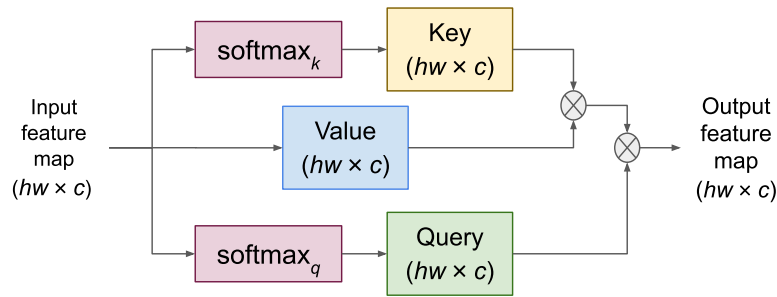 Input
feature
map
(hw × c)
softmaxk
Key
(hw × c)
Value
(hw × c)
softmaxq
Query
(hw × c)
Output
feature
map
(hw × c)